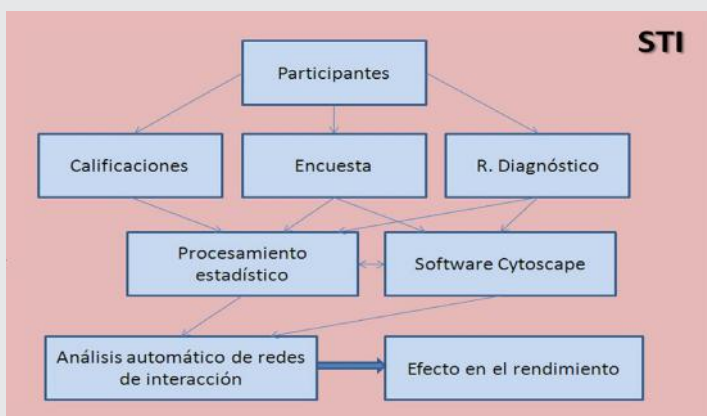 STI
Participantes
Calificaciones
Encuesta
R. Diagnóstico
Procesamiento
estadístico
Software Cytoscape
Análisis automático de redes
de interacción
Efecto en el rendimiento